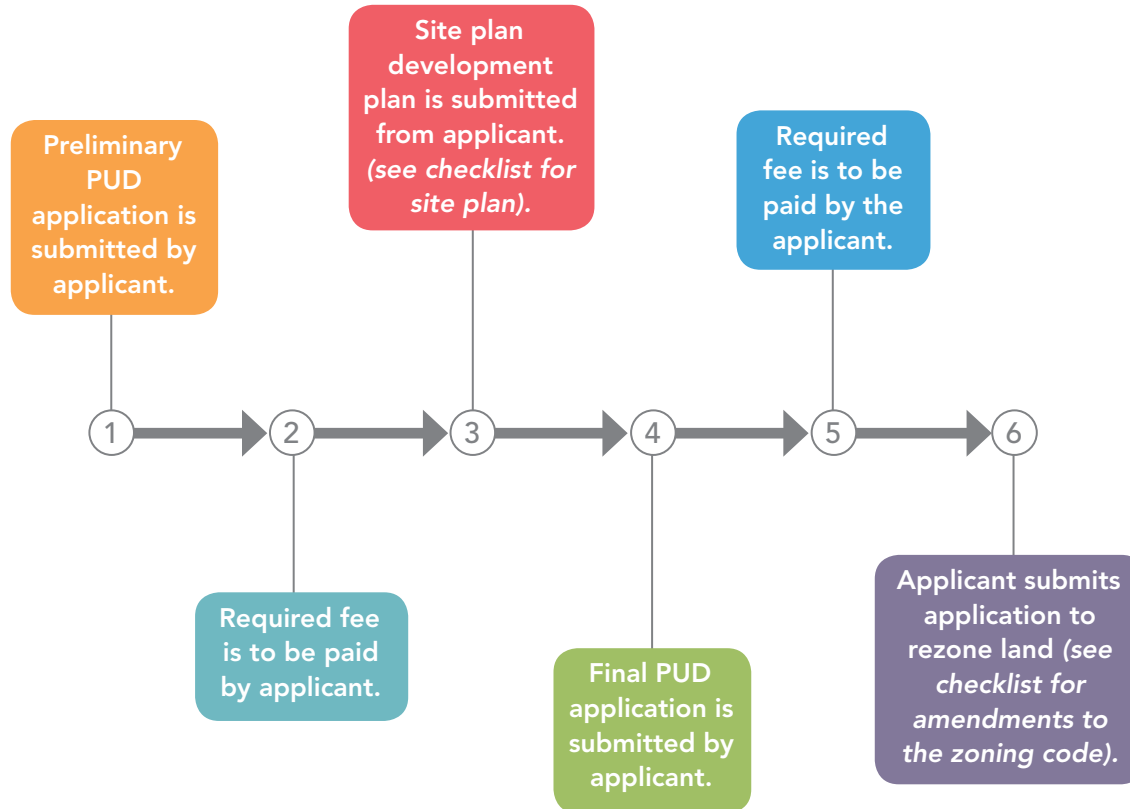 Preliminary
PUD
application is
submitted by
applicant.
Site plan
development
plan is submitted
from applicant.
(see checklist for
site plan).
Required
fee is to be
paid by the
applicant.
1
2
3
4
5
6
Required fee
is to be paid
by applicant.
Final PUD
application is
submitted by
applicant.
Applicant submits
application to
rezone land (see
checklist for
amendments to
the zoning code).